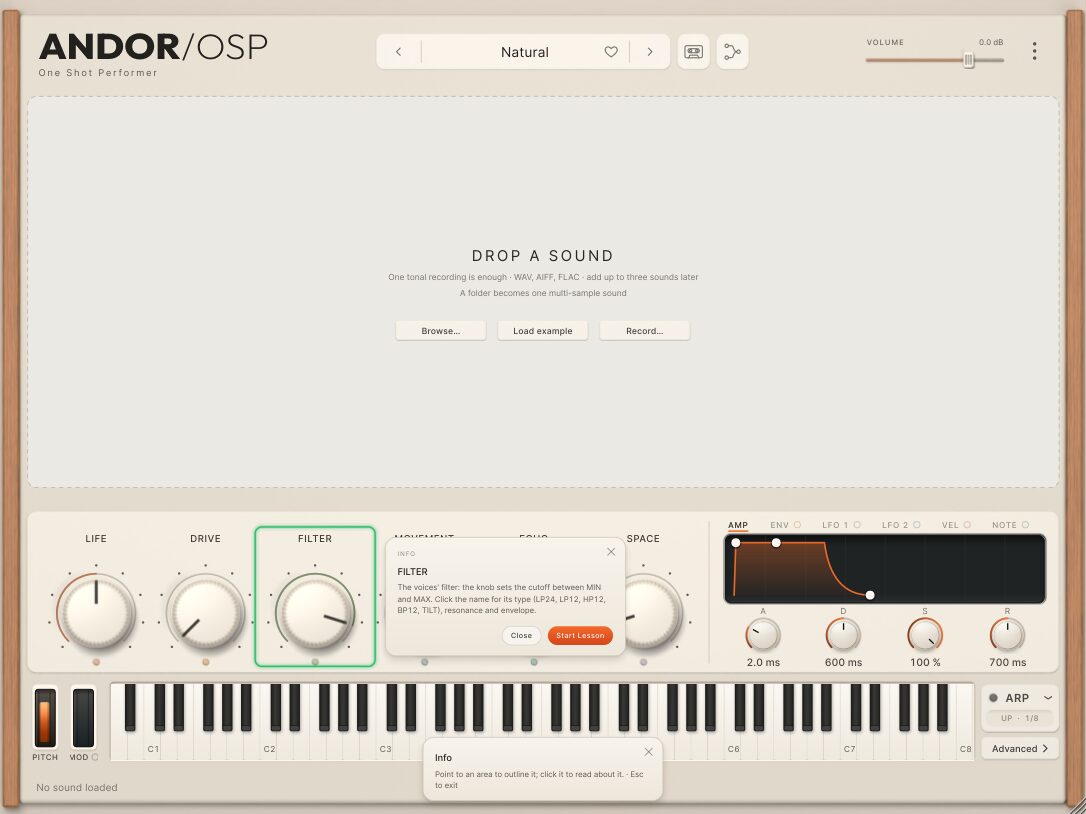 ANDOR/OSP
One Shot Performer
Natural
VOLUME
0.0 dB
DROP A SOUND
One tonal recording is enough · WAV, AIFF, FLAC · add up to three sounds later
A folder becomes one multi-sample sound
Browse...
Load example
Record...
LIFE
DRIVE
FILTER
MOVEMENT
ECHO
SPACE
INFO
FILTER
The voices' filter: the knob sets the cutoff between MIN
and MAX. Click the name for its type (LP24, LP12, HP12,
BP12, TILT), resonance and envelope.
Close
Start Lesson
AMP
ENV
LFO 1
LFO 2
VEL
NOTE
A
D
S
R
2.0 ms
600 ms
100 %
700 ms
PITCH
MOD
C1
C2
C3
C6
C7
C8
ARP
UP · 1/8
Advanced
Info
Point to an area to outline it; click it to read about it. · Esc
to exit
No sound loaded